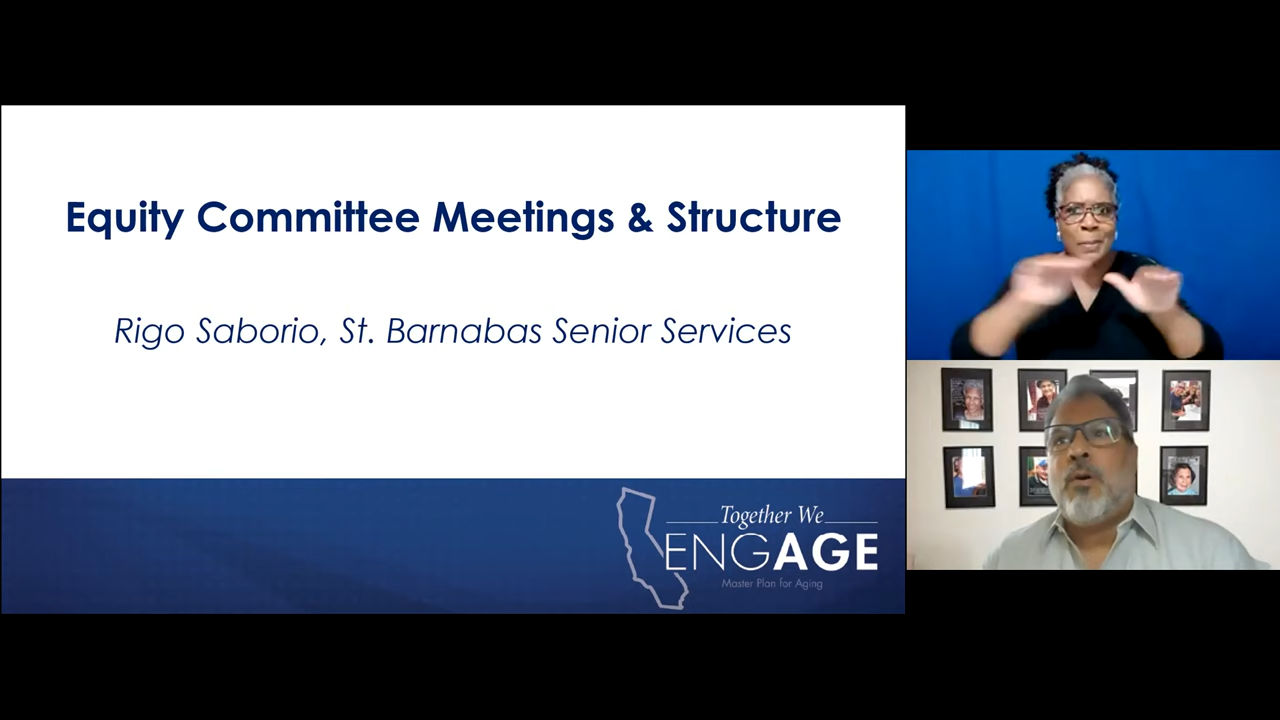 Equity Committee Meetings & Structure
Rigo Saborio, St. Barnabas Senior Services
Together We
ENGAGE
Master Plan for Aging